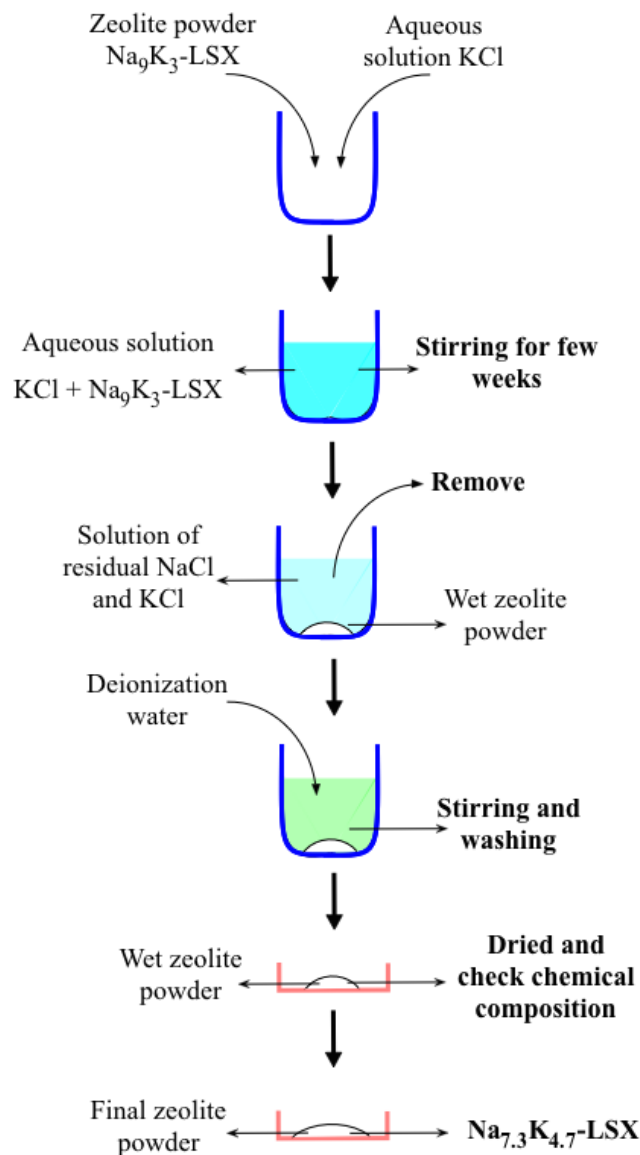 Zeolite powder
Na₉K₃-LSX
Aqueous
solution KCl
Aqueous solution
KCl + Na₉K₃-LSX
Stirring for few
weeks
Remove
Solution of
residual NaCl
and KCl
Wet zeolite
powder
Deionization
water
Stirring and
washing
Wet zeolite
powder
Dried and
check chemical
composition
Final zeolite
powder
Na₇.₃K₄.₇-LSX